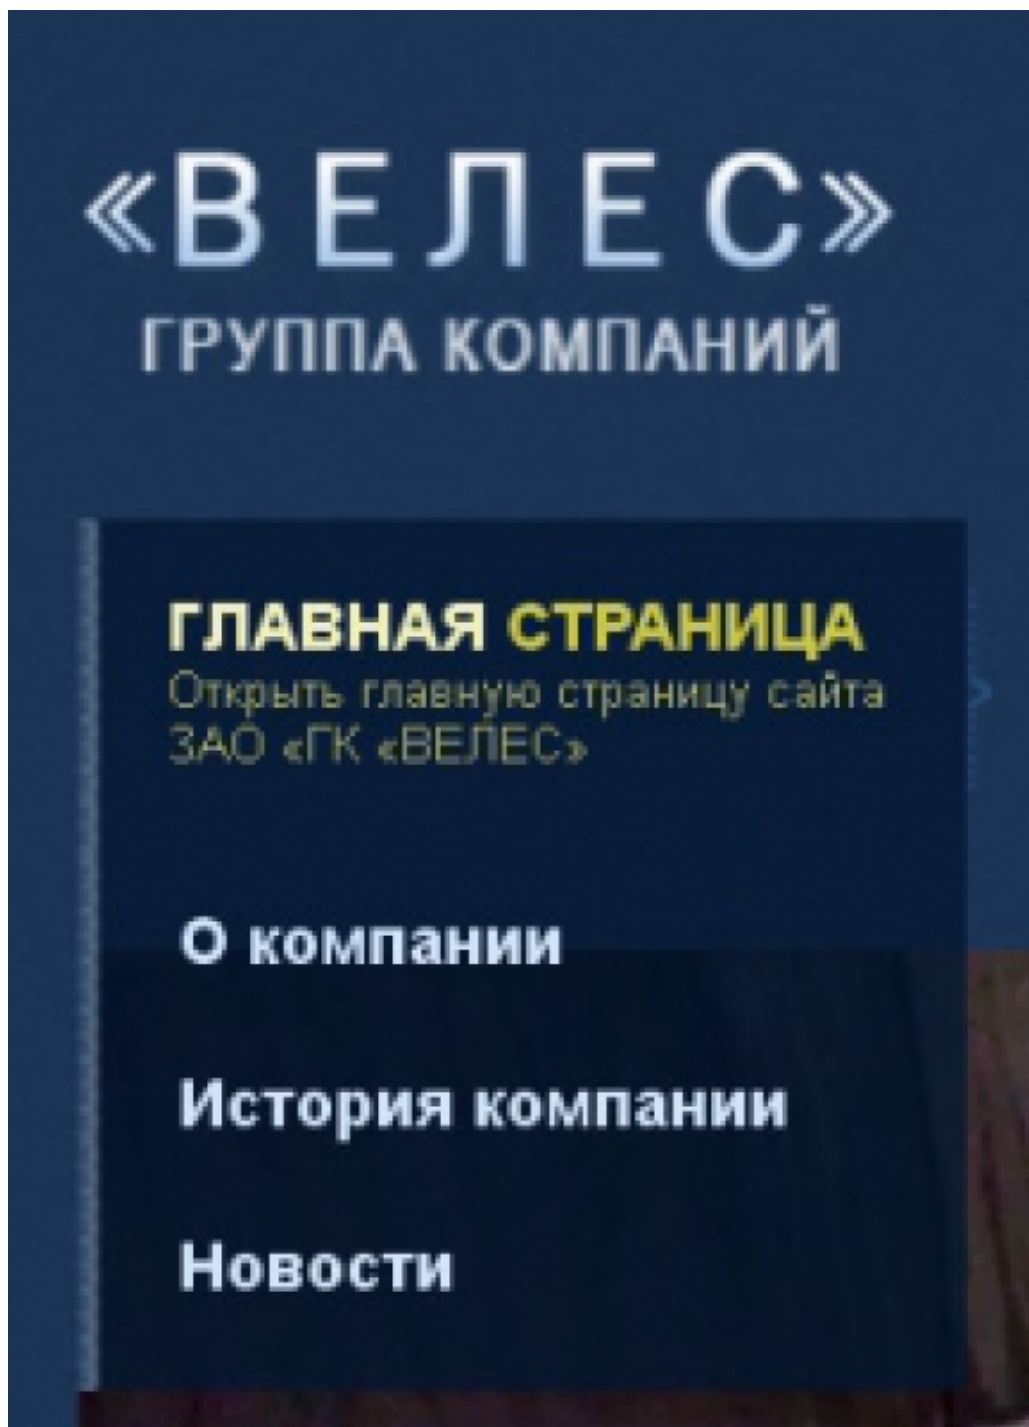 «ВЕЛЕС»
ГРУППА КОМПАНИЙ
ГЛАВНАЯ СТРАНИЦА
Открыть главную страницу сайта
ЗАО «ГК «ВЕЛЕС»
О компании
История компании
Новости